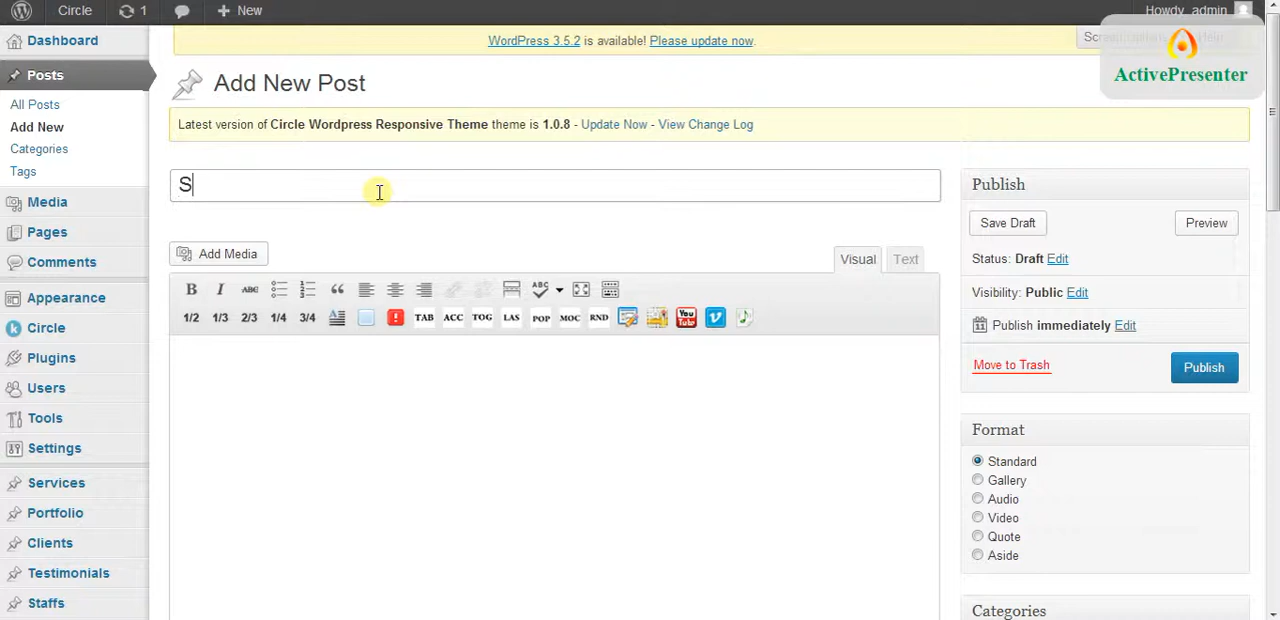 Circle 1 New Howdy, admin
WordPress 3.5.2 is available! Please update now.
ActivePresenter
Dashboard
Posts
All Posts
Add New
Categories
Tags
Media
Pages
Comments
Appearance
Circle
Plugins
Users
Tools
Settings
Services
Portfolio
Clients
Testimonials
Staffs
Add New Post
Latest version of Circle Wordpress Responsive Theme theme is 1.0.8 - Update Now - View Change Log
S
Add Media
Visual Text
B I ABC ABC
1/2 1/3 2/3 1/4 3/4 TAB ACC TOG LAS POP MOC RND You Tube
Publish
Save Draft Preview
Status: Draft Edit
Visibility: Public Edit
Publish immediately Edit
Move to Trash Publish
Format
Standard
Gallery
Audio
Video
Quote
Aside
Categories